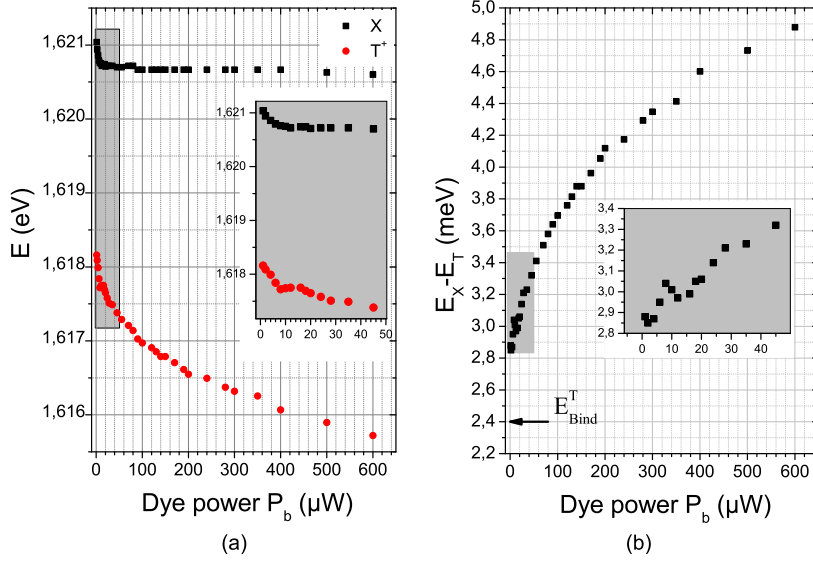 X
T+
1,621
1,620
1,619
1,618
1,617
1,616
E (eV)
0 100 200 300 400 500 600
Dye power Pb (µW)
(a)
1,621
1,620
1,619
1,618
0 10 20 30 40 50
5,0
4,8
4,6
4,4
4,2
4,0
3,8
3,6
3,4
3,2
3,0
2,8
2,6
2,4
2,2
EX-ET (meV)
3,4
3,3
3,2
3,1
3,0
2,9
2,8
0 10 20 30 40
E T Bind
0 100 200 300 400 500 600
Dye power Pb (µW)
(b)